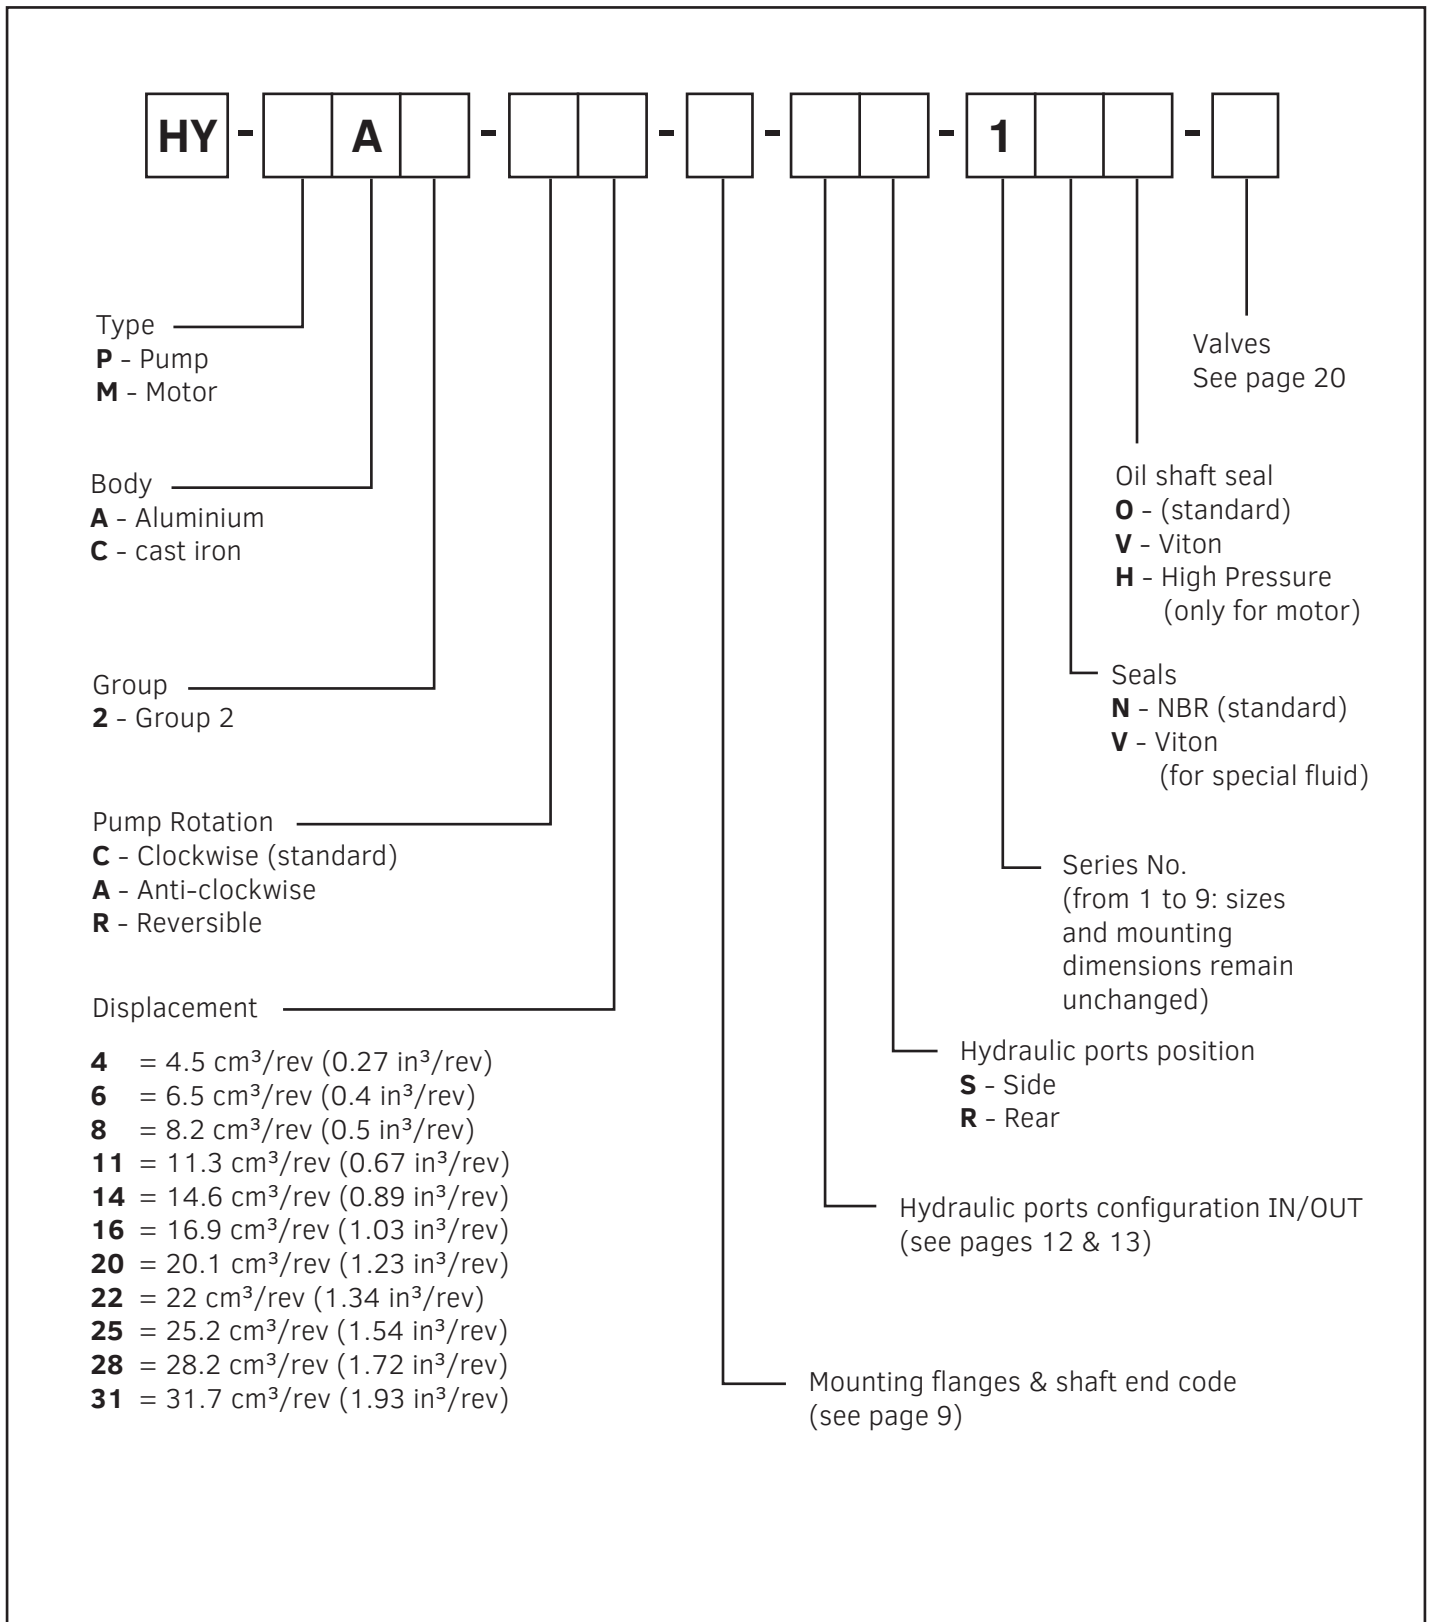 HY - A - - - - 1 -
Type
P - Pump
M - Motor
Body
A - Aluminium
C - cast iron
Group
2 - Group 2
Pump Rotation
C - Clockwise (standard)
A - Anti-clockwise
R - Reversible
Displacement
4 = 4.5 cm³/rev (0.27 in³/rev)
6 = 6.5 cm³/rev (0.4 in³/rev)
8 = 8.2 cm³/rev (0.5 in³/rev)
11 = 11.3 cm³/rev (0.67 in³/rev)
14 = 14.6 cm³/rev (0.89 in³/rev)
16 = 16.9 cm³/rev (1.03 in³/rev)
20 = 20.1 cm³/rev (1.23 in³/rev)
22 = 22 cm³/rev (1.34 in³/rev)
25 = 25.2 cm³/rev (1.54 in³/rev)
28 = 28.2 cm³/rev (1.72 in³/rev)
31 = 31.7 cm³/rev (1.93 in³/rev)
Valves
See page 20
Oil shaft seal
O - (standard)
V - Viton
H - High Pressure
(only for motor)
Seals
N - NBR (standard)
V - Viton
(for special fluid)
Series No.
(from 1 to 9: sizes
and mounting
dimensions remain
unchanged)
Hydraulic ports position
S - Side
R - Rear
Hydraulic ports configuration IN/OUT
(see pages 12 & 13)
Mounting flanges & shaft end code
(see page 9)